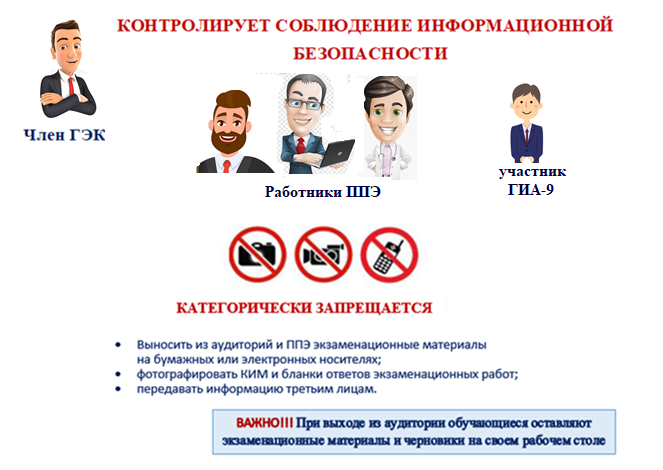 КОНТРОЛИРУЕТ СОБЛЮДЕНИЕ ИНФОРМАЦИОННОЙ
БЕЗОПАСНОСТИ
Член ГЭК
Работники ППЭ
участник
ГИА-9
КАТЕГОРИЧЕСКИ ЗАПРЕЩАЕТСЯ
• Выносить из аудиторий и ППЭ экзаменационные материалы
на бумажных или электронных носителях;
• фотографировать КИМ и бланки ответов экзаменационных работ;
• передавать информацию третьим лицам.
ВАЖНО!!! При выходе из аудитории обучающиеся оставляют
экзаменационные материалы и черновики на своем рабочем столе